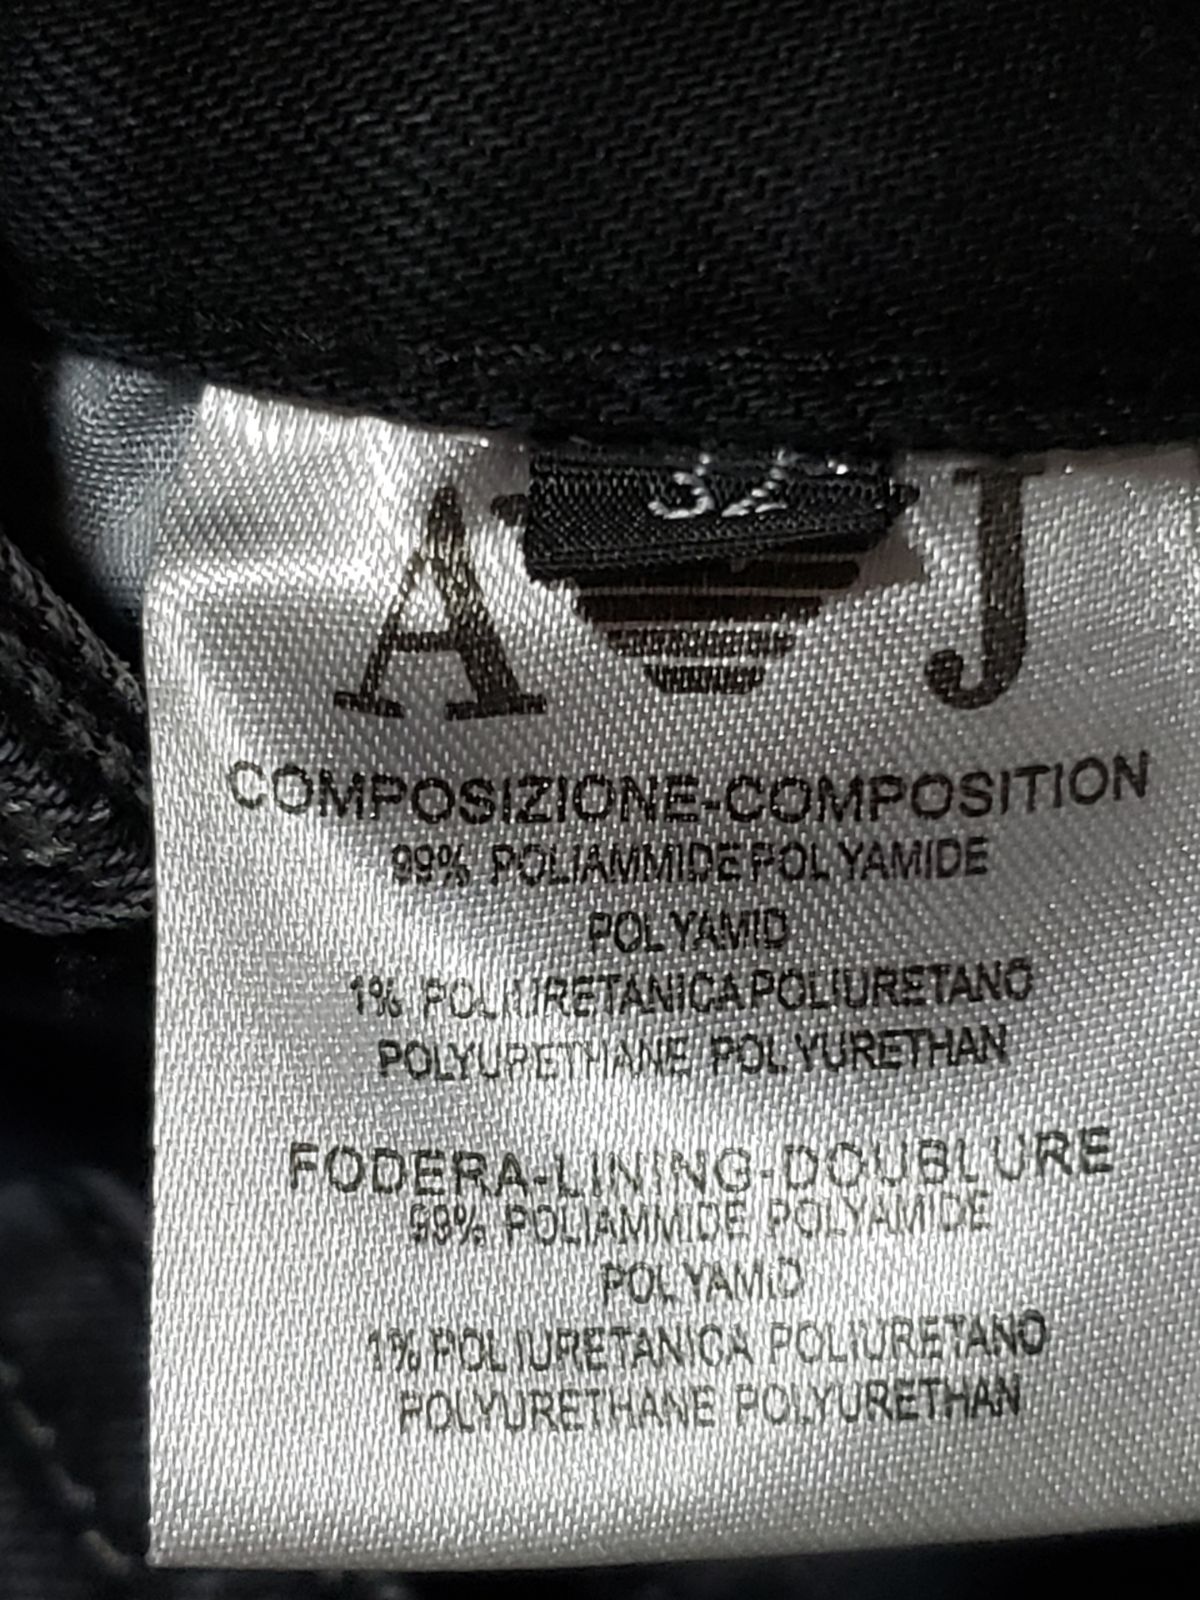 32
A J
COMPOSIZIONE-COMPOSITION
99% POLIAMMIDE POLYAMIDE
POLYAMID
1% POLIURETANICA POLIURETANO
POLYURETHANE POLYURETHAN
FODERA-LINING-DOUBLURE
99% POLIAMMIDE POLYAMIDE
POLYAMID
1% POLIURETANICA POLIURETANO
POLYURETHANE POLYURETHAN